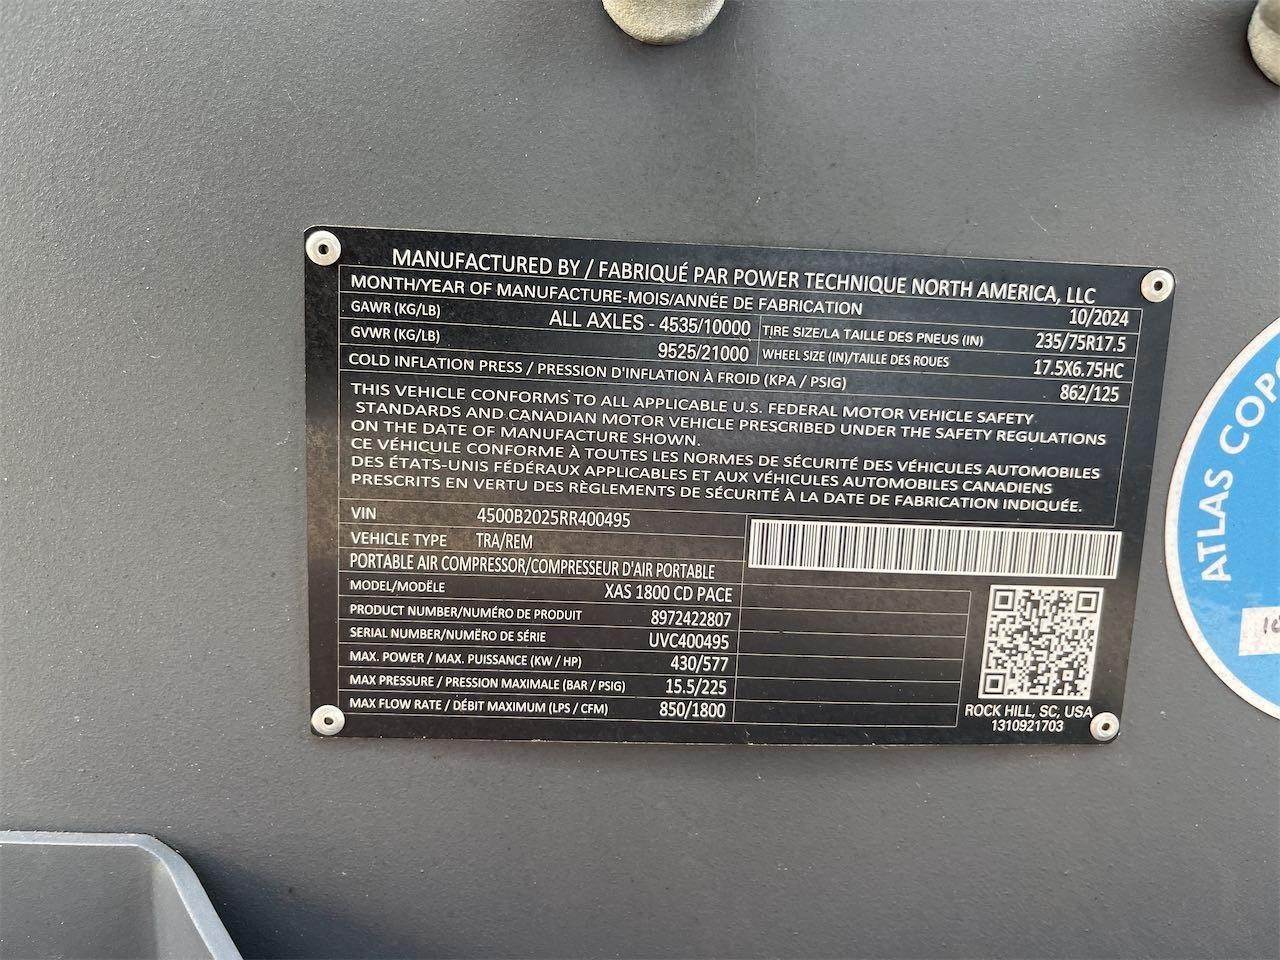 MANUFACTURED BY / FABRIQUÉ PAR POWER TECHNIQUE NORTH AMERICA, LLC
MONTH/YEAR OF MANUFACTURE-MOIS/ANNÉE DE FABRICATION 10/2024
GAWR (KG/LB) ALL AXLES - 4535/10000 TIRE SIZE/LA TAILLE DES PNEUS (IN) 235/75R17.5
GVWR (KG/LB) 9525/21000 WHEEL SIZE (IN)/TAILLE DES ROUES 17.5X6.75HC
COLD INFLATION PRESS / PRESSION D'INFLATION À FROID (KPA / PSIG) 862/125
THIS VEHICLE CONFORMS TO ALL APPLICABLE U.S. FEDERAL MOTOR VEHICLE SAFETY
STANDARDS AND CANADIAN MOTOR VEHICLE PRESCRIBED UNDER THE SAFETY REGULATIONS
ON THE DATE OF MANUFACTURE SHOWN.
CE VÉHICULE CONFORME À TOUTES LES NORMES DE SÉCURITÉ DES VÉHICULES AUTOMOBILES
DES ÉTATS-UNIS FÉDÉRAUX APPLICABLES ET AUX VÉHICULES AUTOMOBILES CANADIENS
PRESCRITS EN VERTU DES RÈGLEMENTS DE SÉCURITÉ À LA DATE DE FABRICATION INDIQUÉE.
VIN 4500B2025RR400495
VEHICLE TYPE TRA/REM
PORTABLE AIR COMPRESSOR/COMPRESSEUR D'AIR PORTABLE
MODEL/MODËLE XAS 1800 CD PACE
PRODUCT NUMBER/NUMÉRO DE PRODUIT 8972422807
SERIAL NUMBER/NUMËRO DE SÉRIE UVC400495
MAX. POWER / MAX. PUISSANCE (KW / HP) 430/577
MAX PRESSURE / PRESSION MAXIMALE (BAR / PSIG) 15.5/225
MAX FLOW RATE / DÉBIT MAXIMUM (LPS / CFM) 850/1800
ROCK HILL, SC, USA
1310921703
ATLAS COPC